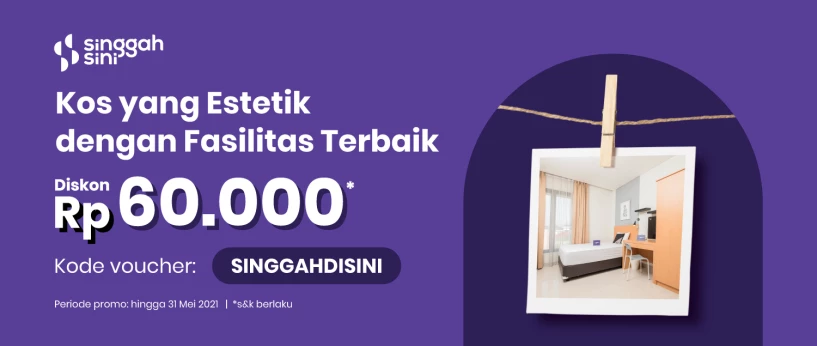 singgah
sini
Kos yang Estetik
dengan Fasilitas Terbaik
Diskon
Rp 60.000*
Kode voucher: SINGGAHDISINI
Periode promo: hingga 31 Mei 2021 | *s&k berlaku